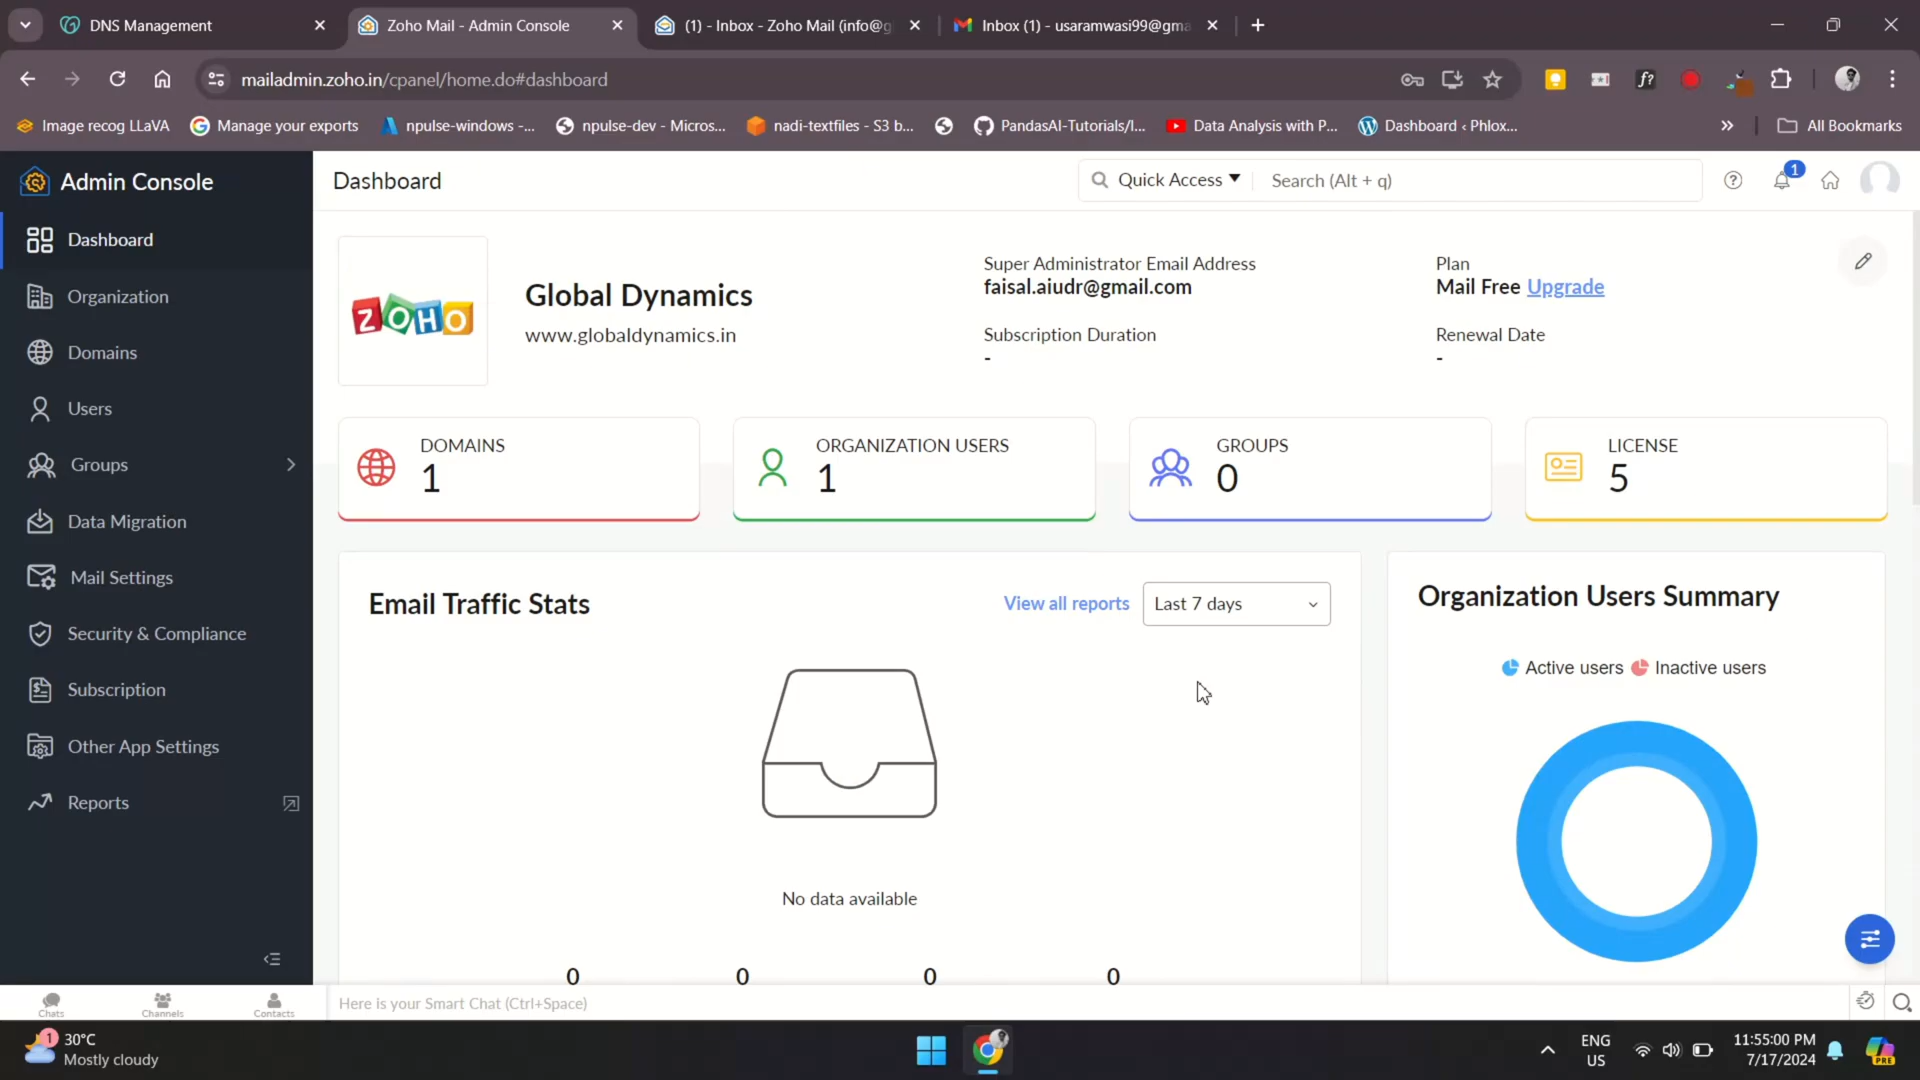 DNS Management
Zoho Mail - Admin Console
(1) - Inbox - Zoho Mail (info@g
Inbox (1) - usaramwasi99@gma
mailadmin.zoho.in/cpanel/home.do#dashboard
Image recog LLaVA
Manage your exports
npulse-windows -...
npulse-dev - Micros...
nadi-textfiles - S3 b...
PandasAI-Tutorials/I...
Data Analysis with P...
Dashboard ‹ Phlox...
All Bookmarks
Admin Console
Dashboard
Quick Access
Search (Alt + q)
1
Dashboard
Organization
Domains
Users
Groups
Data Migration
Mail Settings
Security & Compliance
Subscription
Other App Settings
Reports
ZOHO
Global Dynamics
www.globaldynamics.in
Super Administrator Email Address
faisal.aiudr@gmail.com
Subscription Duration
-
Plan
Mail Free Upgrade
Renewal Date
-
DOMAINS
1
ORGANIZATION USERS
1
GROUPS
0
LICENSE
5
Email Traffic Stats
View all reports
Last 7 days
No data available
0 0 0 0
Organization Users Summary
Active users Inactive users
Chats
Channels
Contacts
Here is your Smart Chat (Ctrl+Space)
1
30°C
Mostly cloudy
ENG
US
11:55:00 PM
7/17/2024
PRE